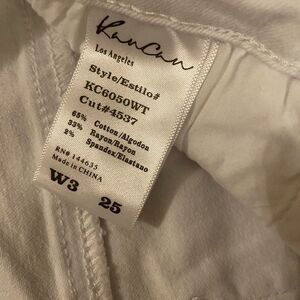 KanCan
Los Angeles
Style/Estilo#
KC6050WT
Cut#4537
65% Cotton/Algodon
33% Rayon/Rayon
2% Spandex/Elastano
RN# 144635
Made in CHINA
W3 25